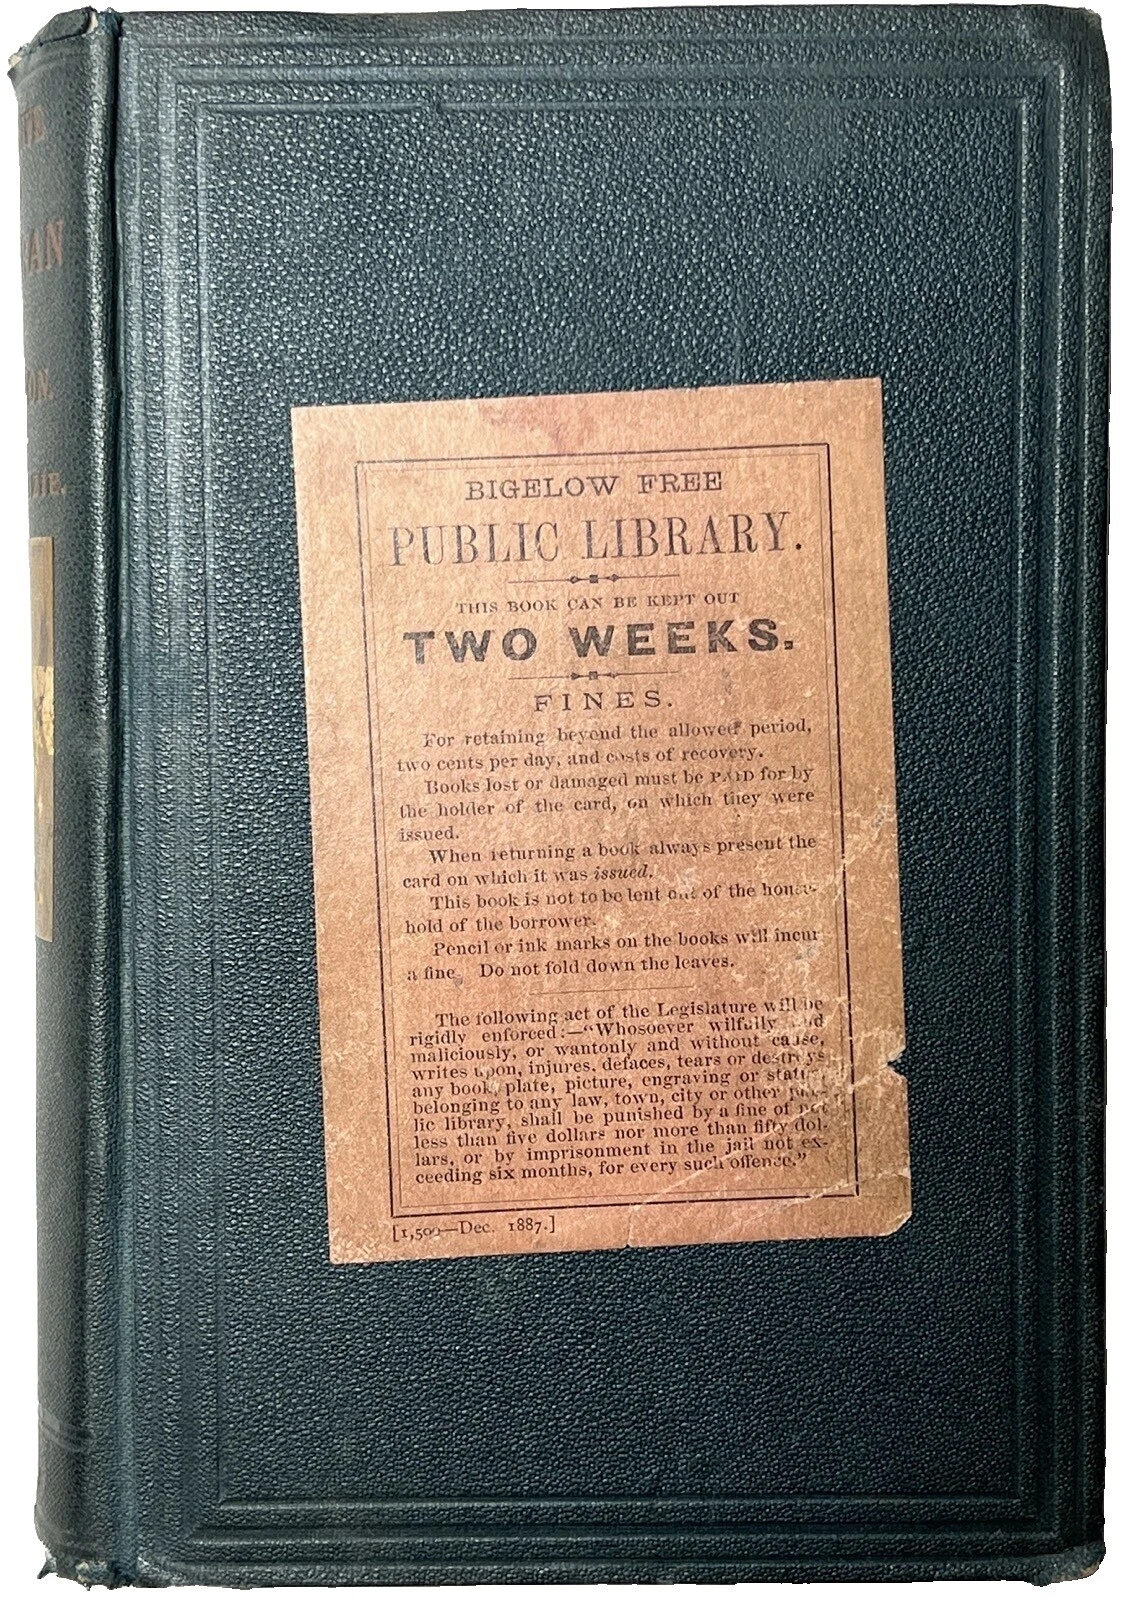 AN
ON.
ZIE.
BIGELOW FREE
PUBLIC LIBRARY.
THIS BOOK CAN BE KEPT OUT
TWO WEEKS.
FINES.
For retaining beyond the allowed period,
two cents per day, and costs of recovery.
Books lost or damaged must be PAID for by
the holder of the card, on which they were
issued.
When returning a book always present the
card on which it was issued.
This book is not to be lent out of the house-
hold of the borrower.
Pencil or ink marks on the books will incur
a fine. Do not fold down the leaves.
The following act of the Legislature will be
rigidly enforced:—"Whosoever wilfully and
maliciously, or wantonly and without cause,
writes upon, injures, defaces, tears or destroys
any book, plate, picture, engraving or statue
belonging to any law, town, city or other pub-
lic library, shall be punished by a fine of not
less than five dollars nor more than fifty dol-
lars, or by imprisonment in the jail not ex-
ceeding six months, for every such offence."
[1,500—Dec. 1887.]